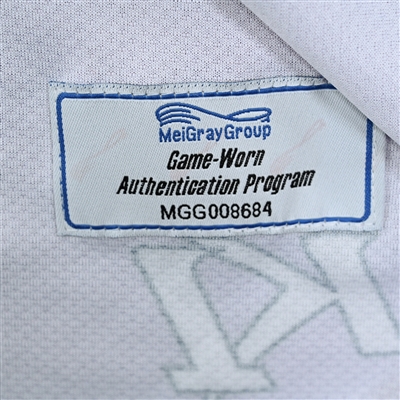 MeiGrayGroup
Game-Worn
Authentication Program
MGG008684